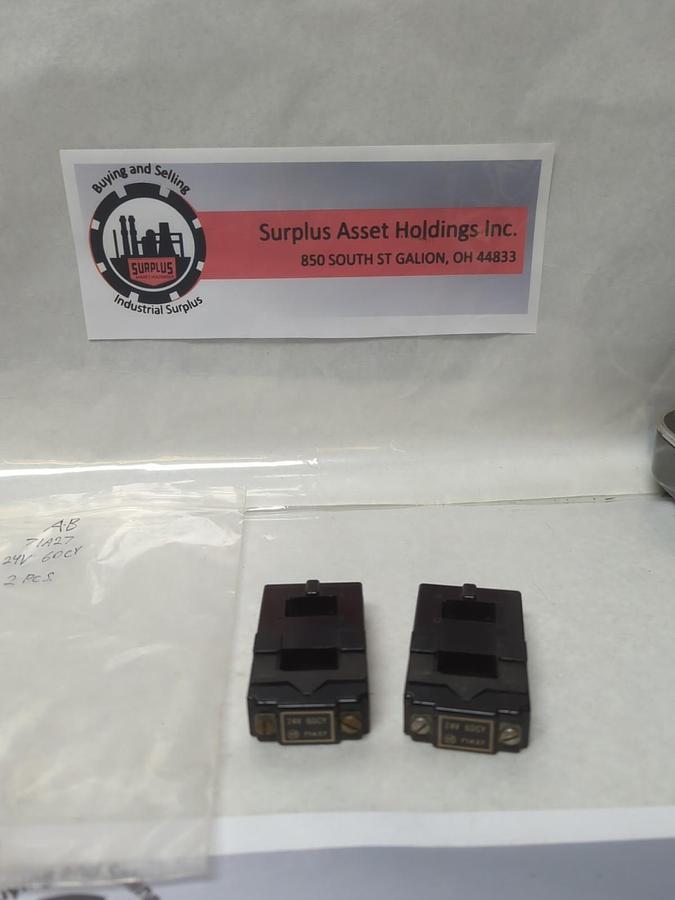 Buying and Selling
SURPLUS
Industrial Surplus
Surplus Asset Holdings Inc.
850 SOUTH ST GALION, OH 44833
A-B
71A27
24V 60CY
2 PCS
24V 60CY
71A27
24V 60CY
71A27